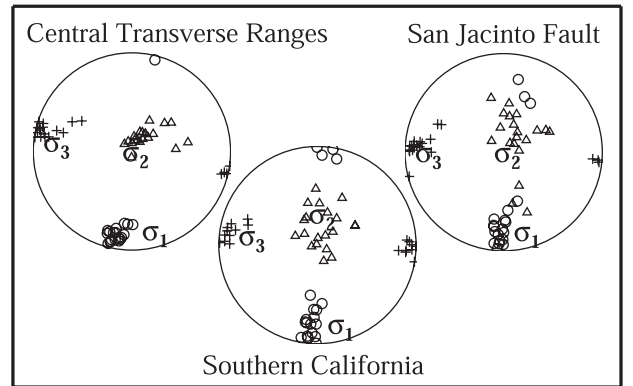 Central Transverse Ranges
San Jacinto Fault
σ3
σ2
σ1
σ3
σ2
σ1
σ3
σ2
σ1
Southern California